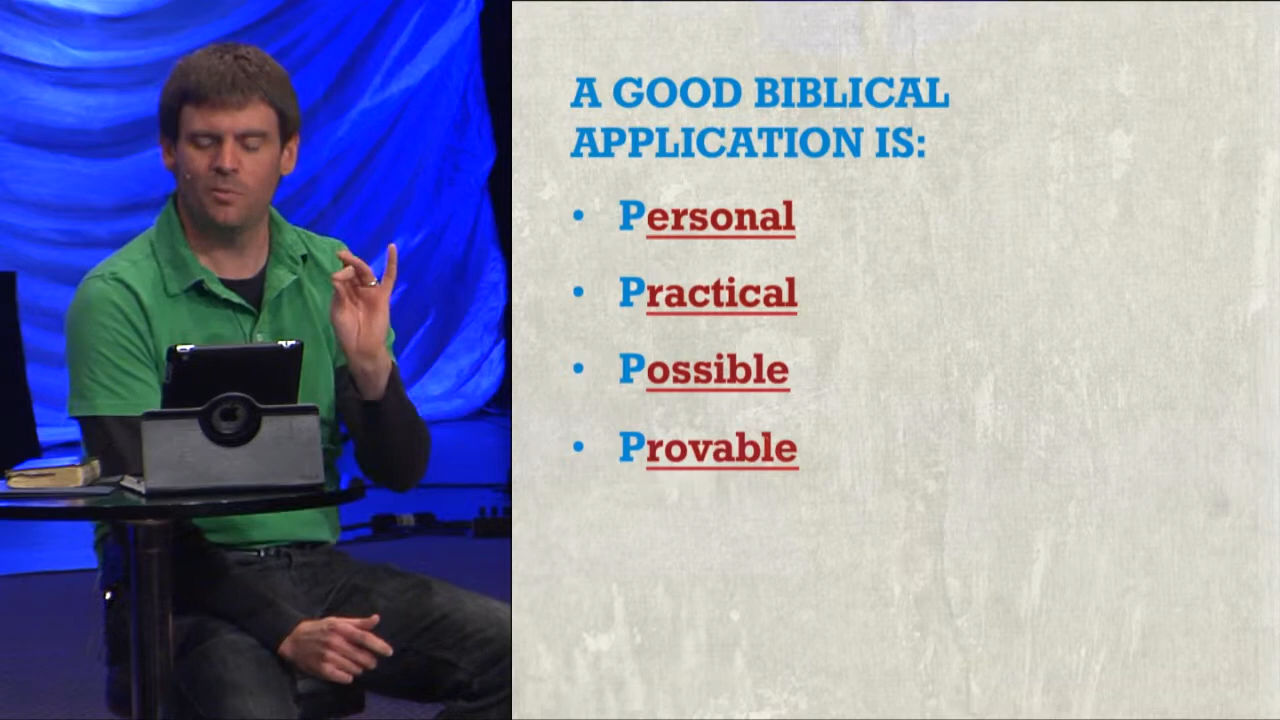 A GOOD BIBLICAL
APPLICATION IS:
• Personal
• Practical
• Possible
• Provable